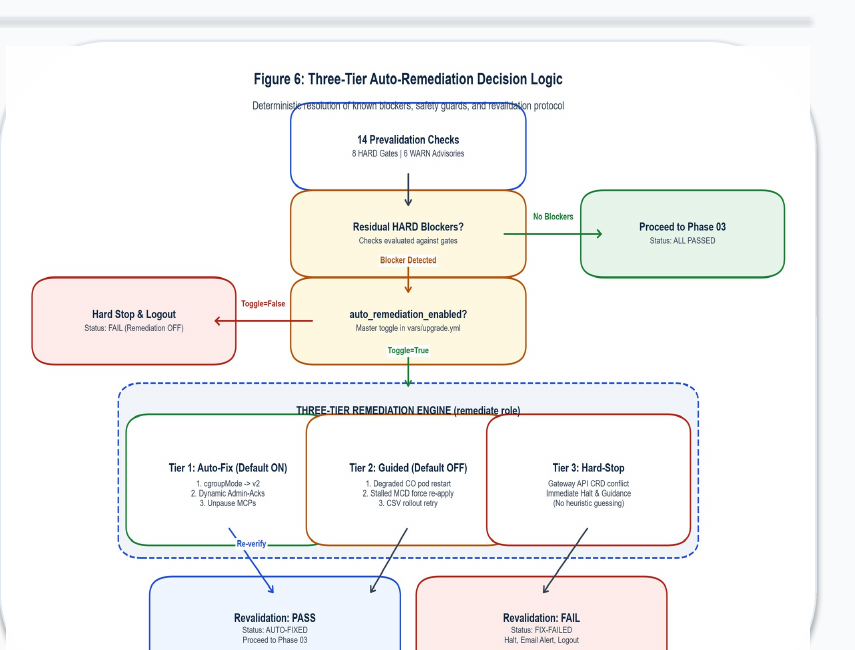 Figure 6: Three-Tier Auto-Remediation Decision Logic
Deterministic resolution of known blockers, safety guards, and revalidation protocol
14 Prevalidation Checks
8 HARD Gates | 6 WARN Advisories
Residual HARD Blockers?
Checks evaluated against gates
No Blockers
Proceed to Phase 03
Status: ALL PASSED
Blocker Detected
Hard Stop & Logout
Status: FAIL (Remediation OFF)
Toggle=False
auto_remediation_enabled?
Master toggle in vars/upgrade.yml
Toggle=True
THREE-TIER REMEDIATION ENGINE (remediate role)
Tier 1: Auto-Fix (Default ON)
1. cgroupMode -> v2
2. Dynamic Admin-Acks
3. Unpause MCPs
Tier 2: Guided (Default OFF)
1. Degraded CO pod restart
2. Stalled MCD force re-apply
3. CSV rollout retry
Tier 3: Hard-Stop
Gateway API CRD conflict
Immediate Halt & Guidance
(No heuristic guessing)
Re-verify
Revalidation: PASS
Status: AUTO-FIXED
Proceed to Phase 03
Revalidation: FAIL
Status: FIX-FAILED
Halt, Email Alert, Logout